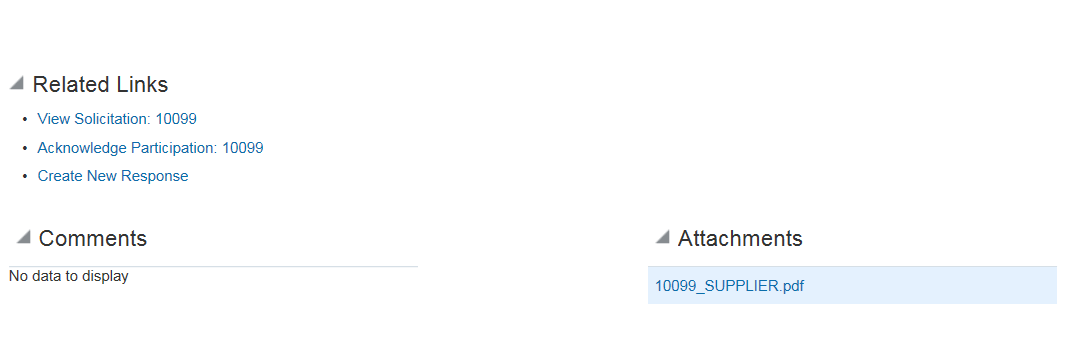 Related Links
• View Solicitation: 10099
• Acknowledge Participation: 10099
• Create New Response
Comments
No data to display
Attachments
10099_SUPPLIER.pdf